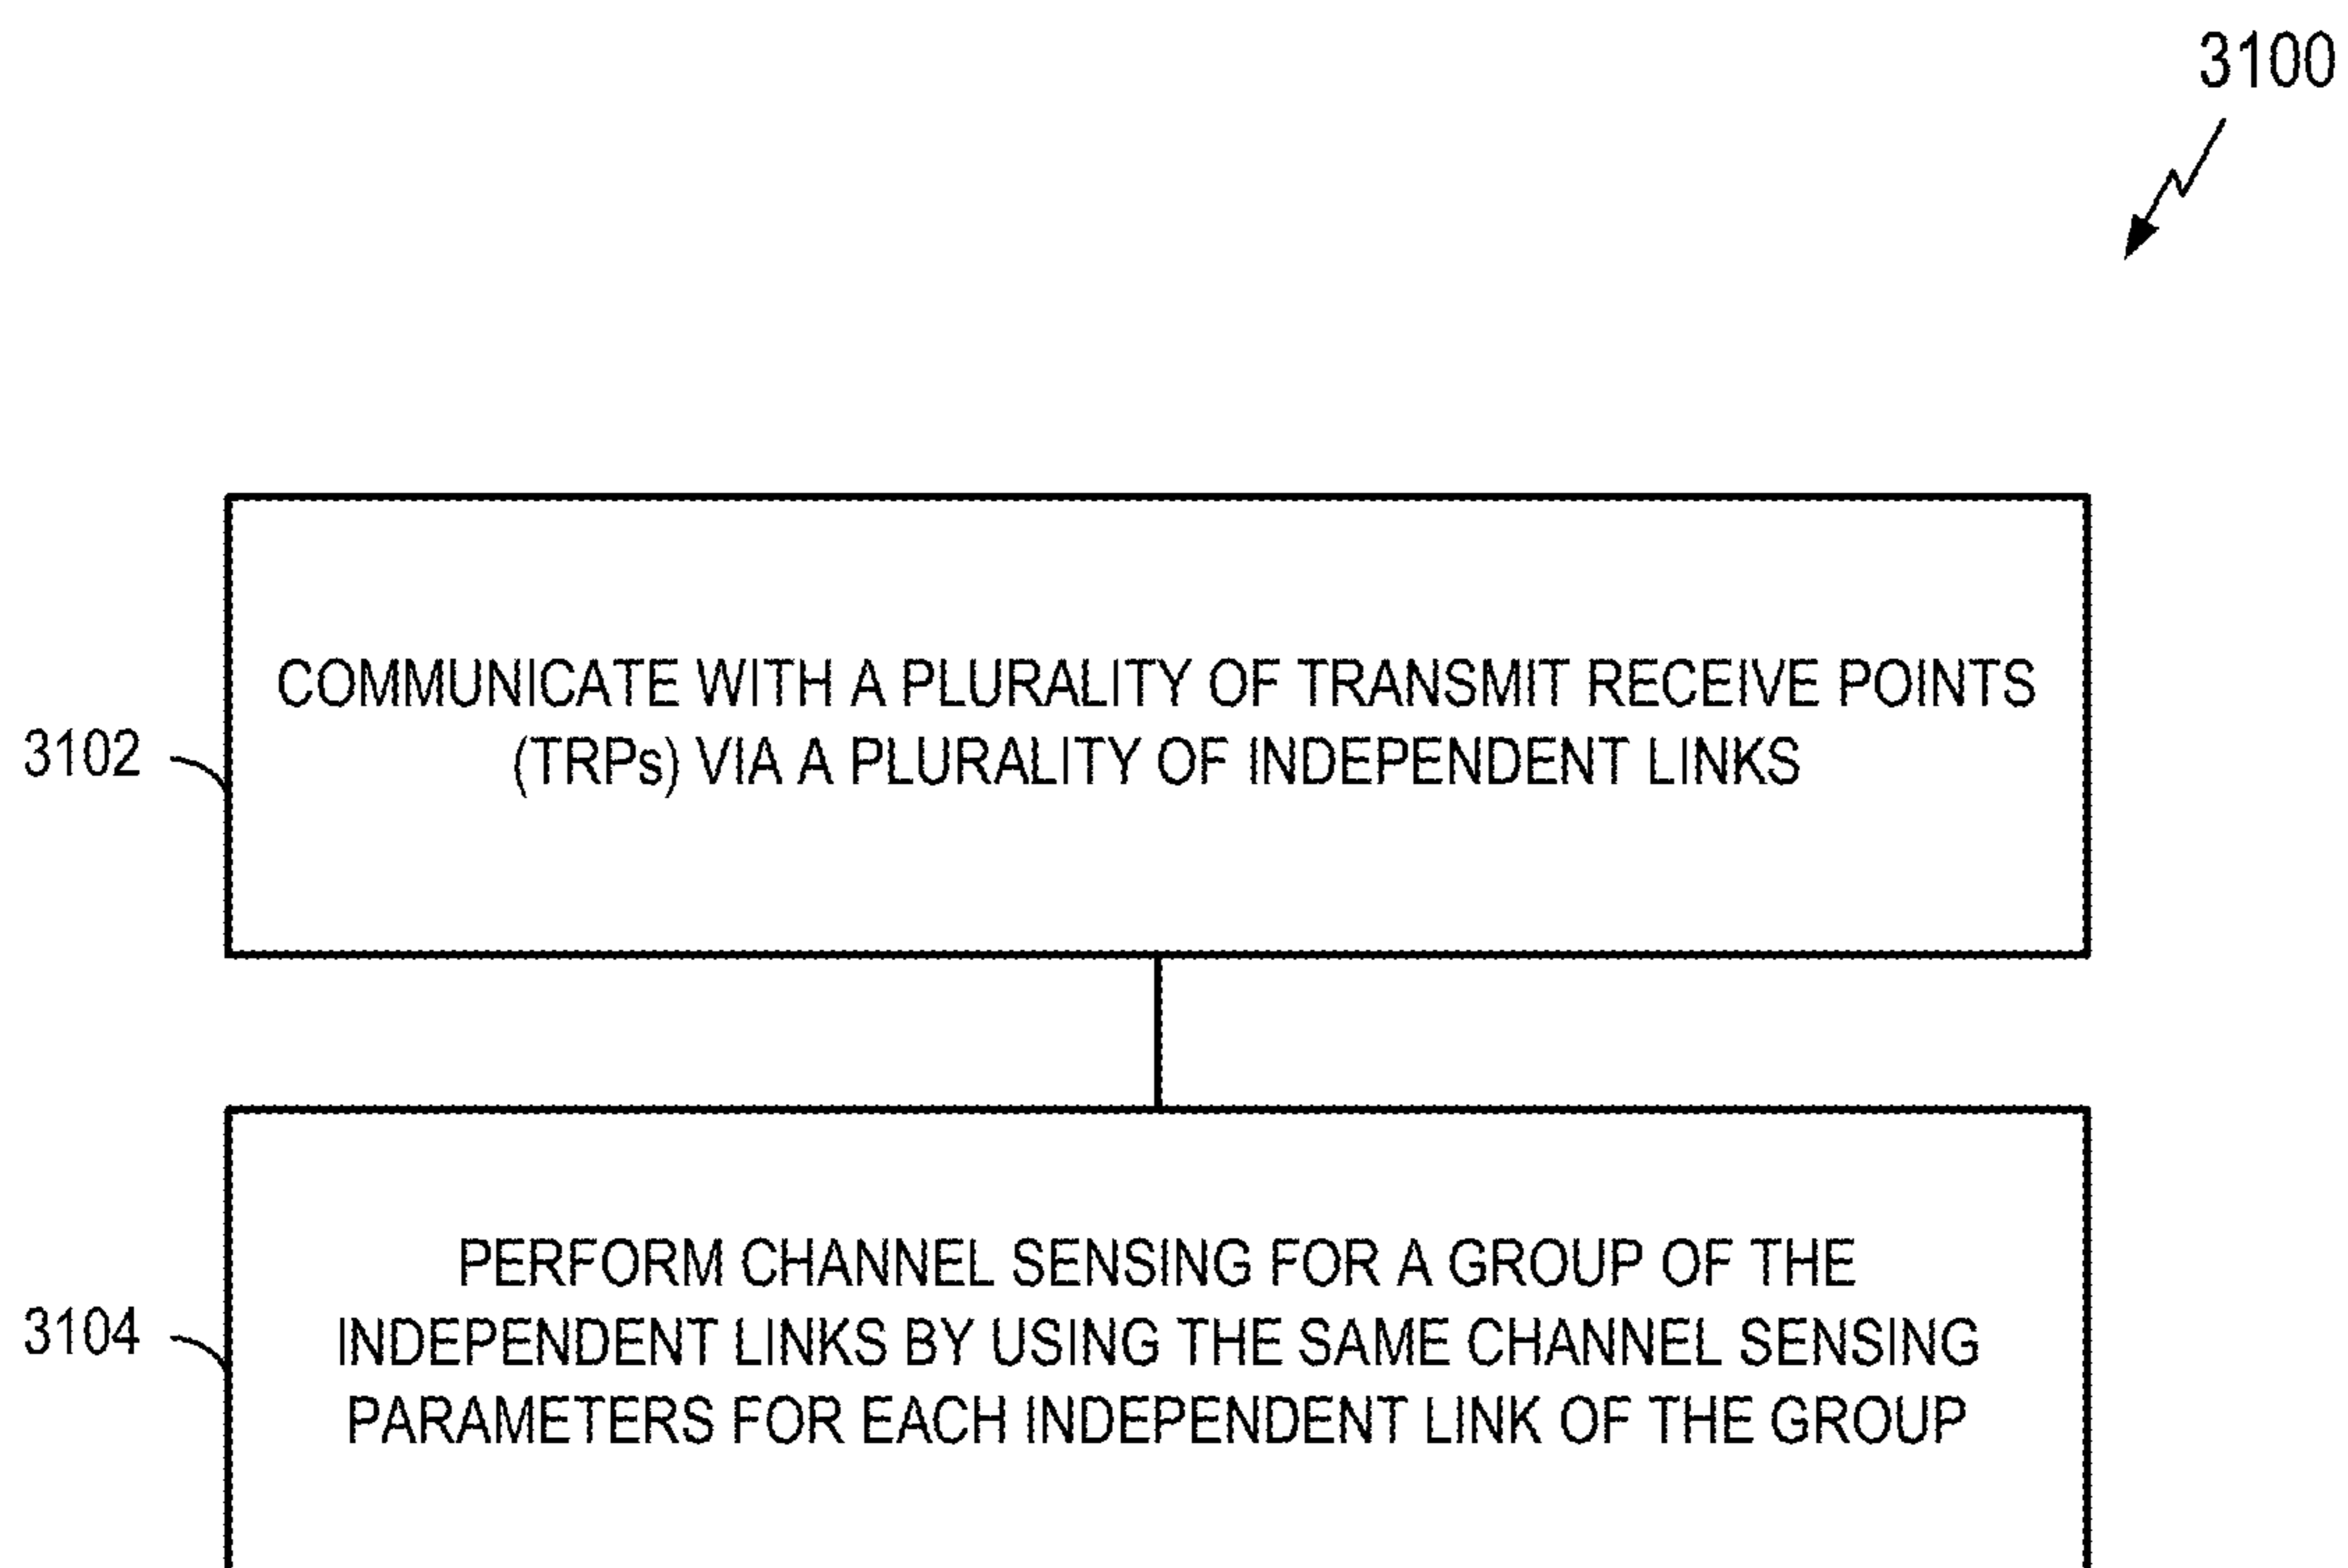 3100
COMMUNICATE WITH A PLURALITY OF TRANSMIT RECEIVE POINTS
(TRPs) VIA A PLURALITY OF INDEPENDENT LINKS
3102
PERFORM CHANNEL SENSING FOR A GROUP OF THE
INDEPENDENT LINKS BY USING THE SAME CHANNEL SENSING
PARAMETERS FOR EACH INDEPENDENT LINK OF THE GROUP
3104